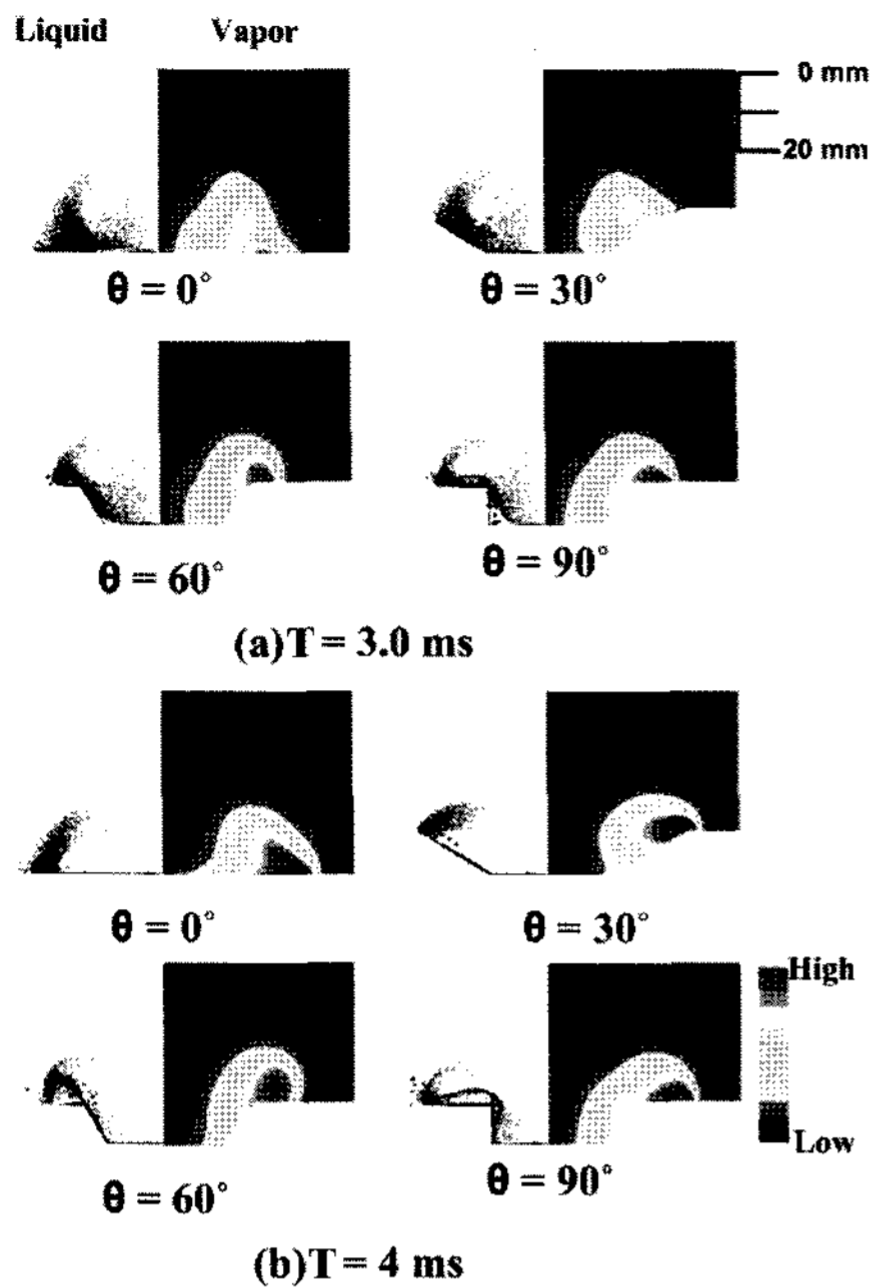 Liquid Vapor
0 mm
20 mm
θ = 0° θ = 30°
θ = 60° θ = 90°
(a)T = 3.0 ms
θ = 0° θ = 30°
High
Low
θ = 60° θ = 90°
(b)T = 4 ms